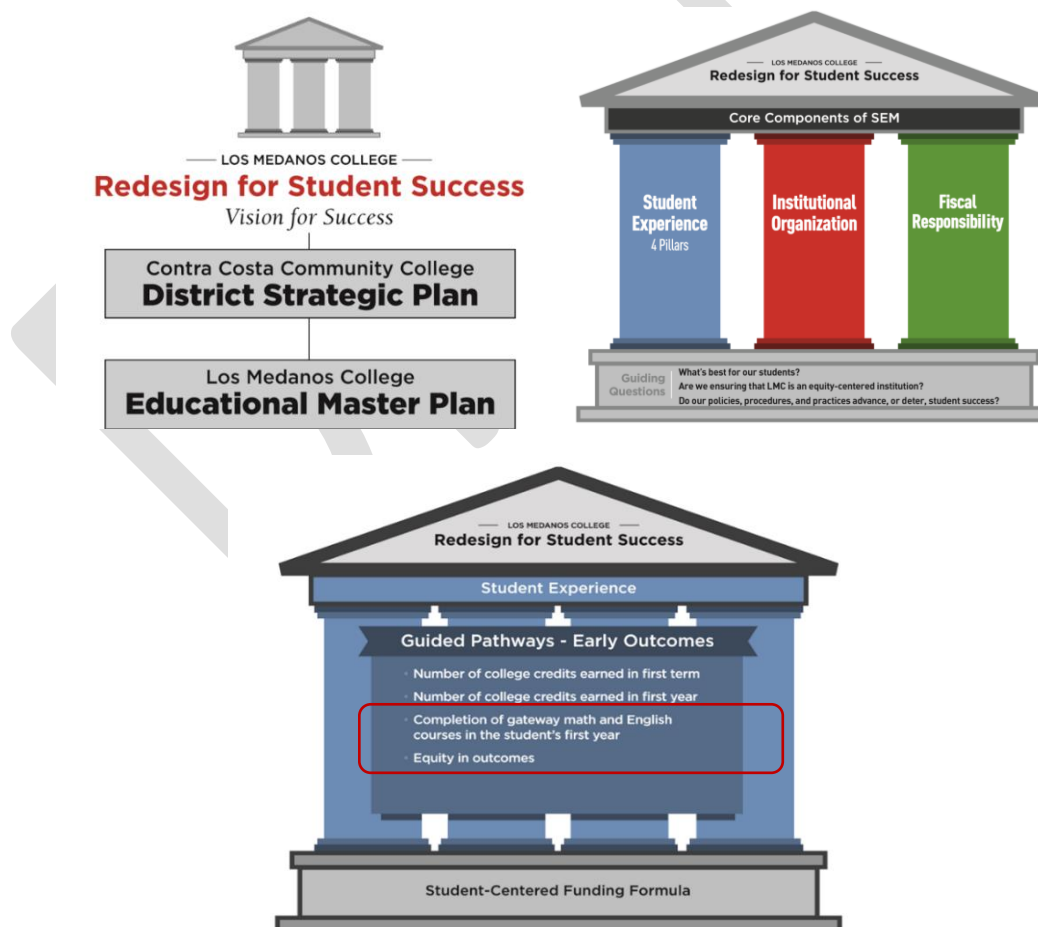 LOS MEDANOS COLLEGE
Redesign for Student Success
Vision for Success
Contra Costa Community College
District Strategic Plan
Los Medanos College
Educational Master Plan
LOS MEDANOS COLLEGE
Redesign for Student Success
Core Components of SEM
Student
Experience
4 Pillars
Institutional
Organization
Fiscal
Responsibility
Guiding
Questions
What's best for our students?
Are we ensuring that LMC is an equity-centered institution?
Do our policies, procedures, and practices advance, or deter, student success?
LOS MEDANOS COLLEGE
Redesign for Student Success
Student Experience
Guided Pathways - Early Outcomes
· Number of college credits earned in first term
· Number of college credits earned in first year
· Completion of gateway math and English
courses in the student's first year
· Equity in outcomes
Student-Centered Funding Formula